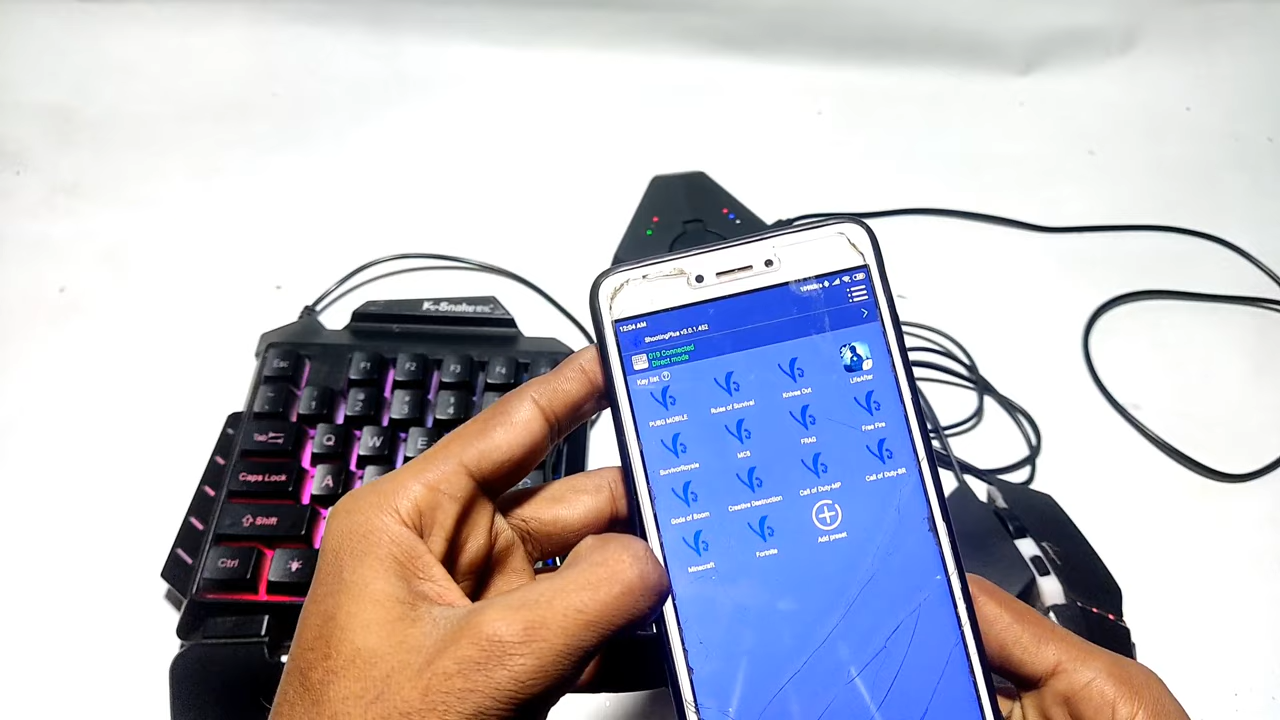 K-Snake
Esc
F1
F2
F3
F4
1
2
3
4
Tab
Q
W
E
Caps Lock
A
Shift
Ctrl
12:04 AM
ShootingPlus v3.0.1.452
019 Connected
Direct mode
Key list ?
PUBG MOBILE
Rules of Survival
Knives Out
LifeAfter
SurvivorRoyale
MCS
FRAG
Free Fire
Gods of Boom
Creative Destruction
Call of Duty-MP
Call of Duty-BR
Minecraft
Fortnite
Add preset